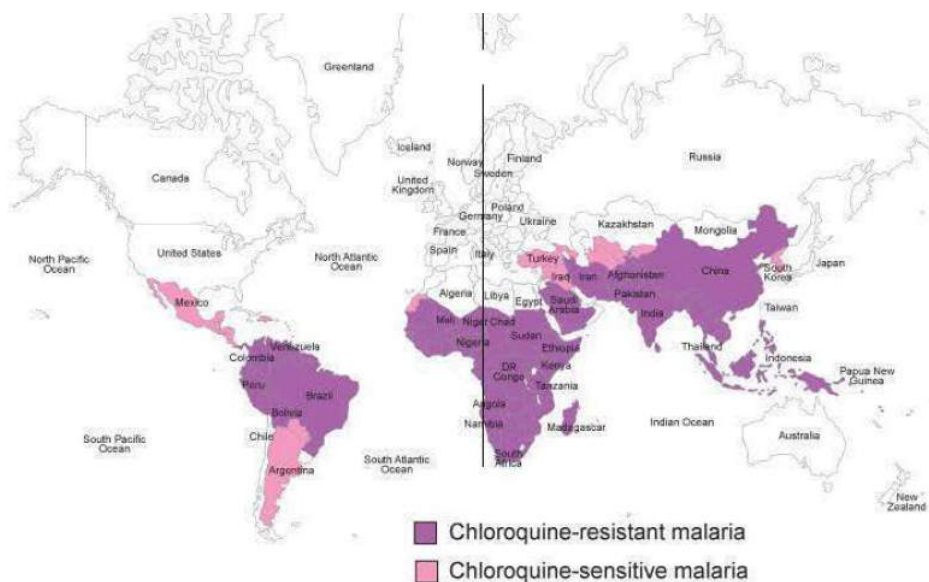 Greenland
Iceland
Norway
Finland
Sweden
Russia
Canada
United
Kingdom
Poland
Germany
Ukraine
Kazakhstan
Mongolia
France
United States
North Pacific
Ocean
North Atlantic
Ocean
Spain
Italy
Turkey
China
South
Korea
Japan
Iraq
Iran
Afghanistan
Algeria
Libya
Egypt
Saudi
Arabia
Pakistan
India
Taiwan
Mexico
Mali
Niger
Chad
Sudan
Thailand
Venezuela
Colombia
Nigeria
Ethiopia
Indonesia
DR
Congo
Kenya
Papua New
Guinea
Peru
Brazil
Tanzania
Bolivia
Angola
Namibia
Madagascar
Indian Ocean
South Pacific
Ocean
Chile
Argentina
South Atlantic
Ocean
South
Africa
Australia
New
Zealand
Chloroquine-resistant malaria
Chloroquine-sensitive malaria